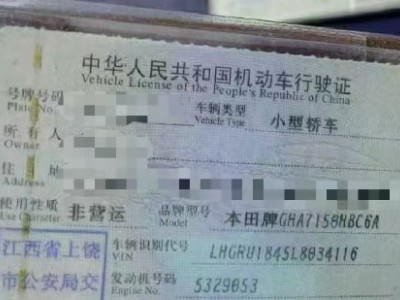 中华人民共和国机动车行驶证
Vehicle License of the People's Republic of China
号牌号码
Plate No.
车辆类型
Vehicle Type
小型轿车
所有人
Owner
住址
Address
使用性质
Use Character
非营运
品牌型号
Model
本田牌GHA7158HBC6A
江西省上饶
市公安局交
车辆识别代号
VIN
LHGRU1845L8034116
发动机号码
Engine No.
5329053